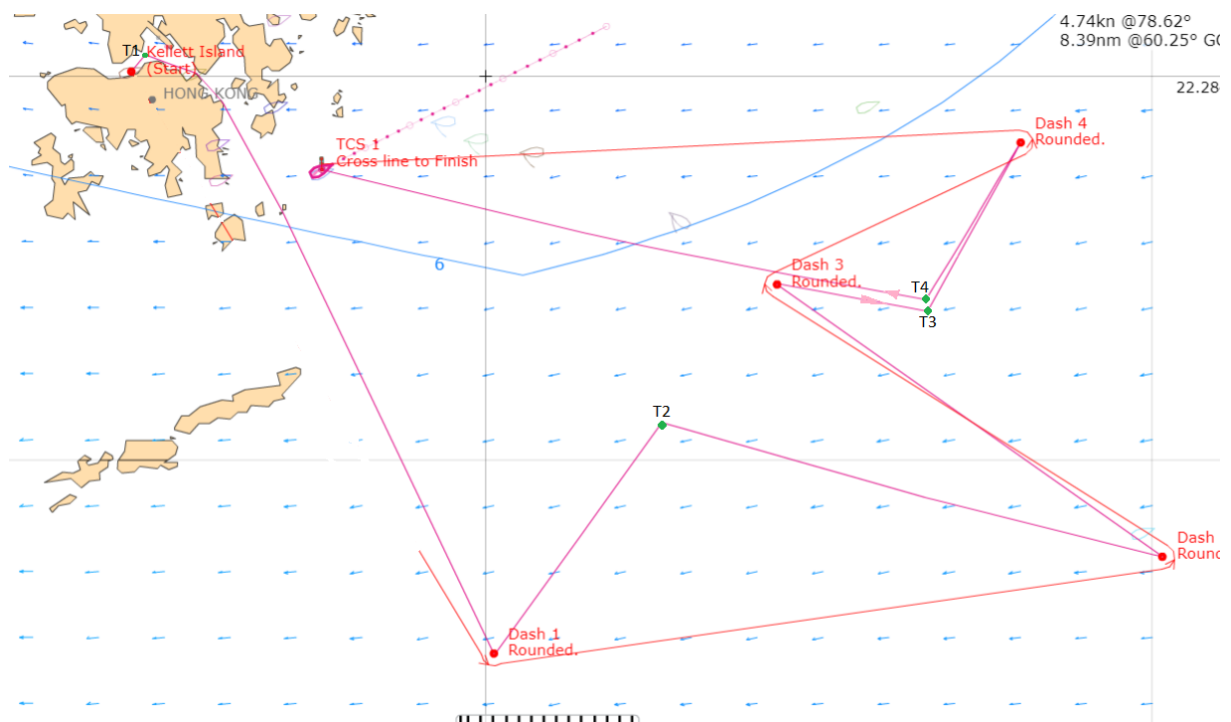 4.74kn @78.62°
8.39nm @60.25° GC
T1
Kellett Island
(Start)
HONG KONG
22.28
TCS 1
Cross line to Finish
Dash 4
Rounded.
6
Dash 3
Rounded.
T4
T3
T2
Dash
Dash 1
Rounded.